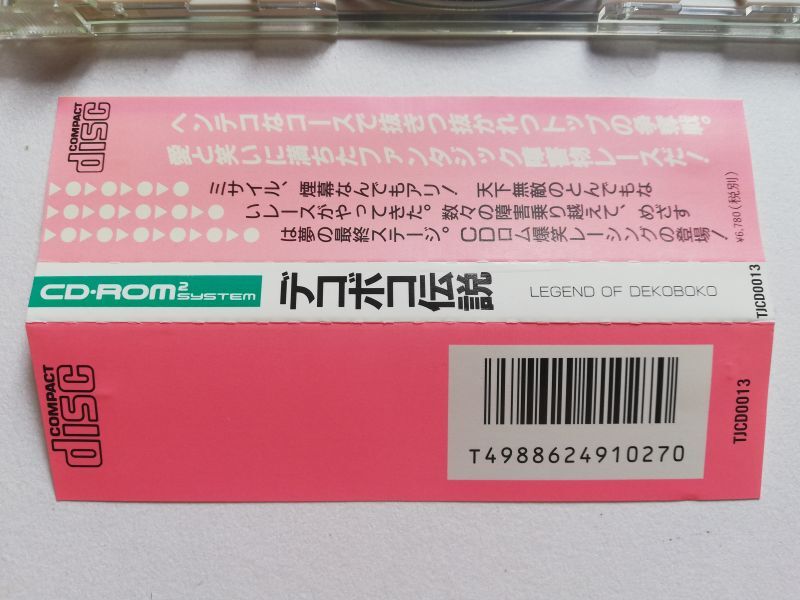 COMPACT
disc
ヘンテコなコースで抜きつ抜かれつトップの争奪戦。
愛と笑いに満ちたファンタジック障害物レースだ！
ミサイル、煙幕なんでもアリ！ 天下無敵のとんでもな
いレースがやってきた。数々の障害乗り越えて、めざす
は夢の最終ステージ。CDロム爆笑レーシングの登場！
¥6,780(税別)
CD-ROM2
SYSTEM
デコボコ伝説
LEGEND OF DEKOBOKO
TJCD0013
COMPACT
disc
T4988624910270
TJCD0013